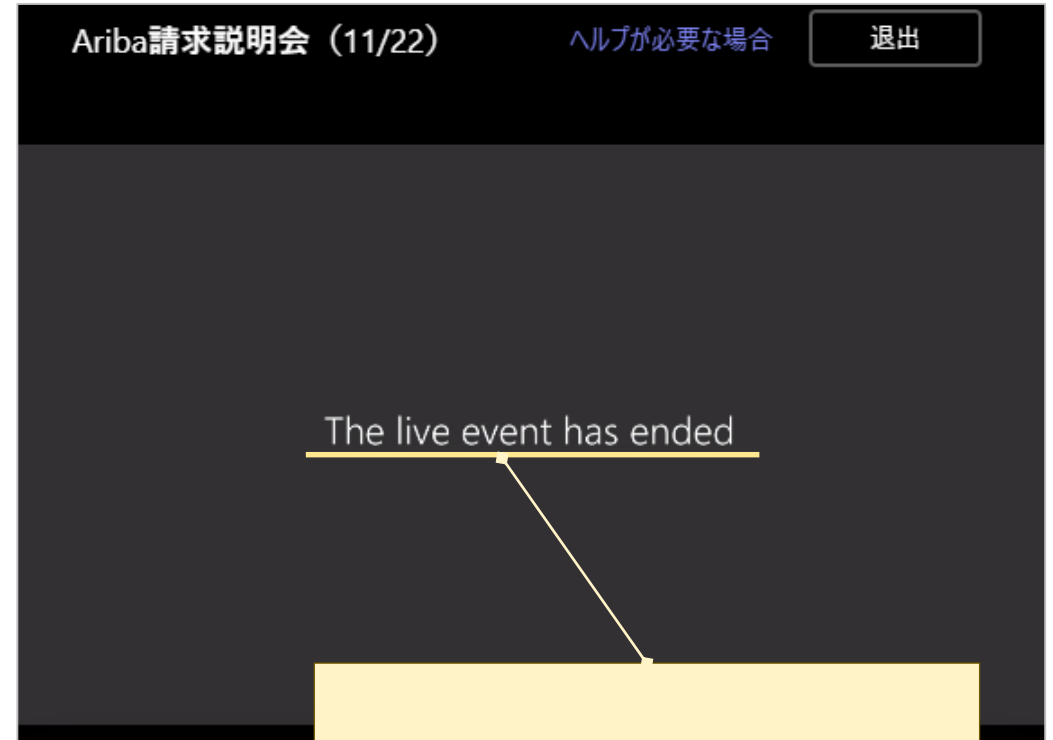 Ariba請求説明会（11/22） ヘルプが必要な場合 退出
The live event has ended